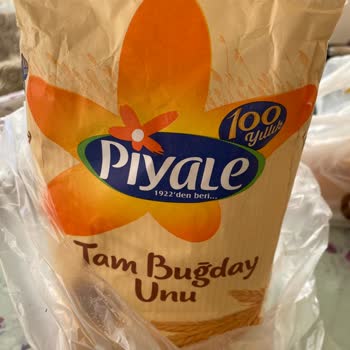 100
Yıllık
Piyale
1922'den beri...
Tam Buğday
Unu